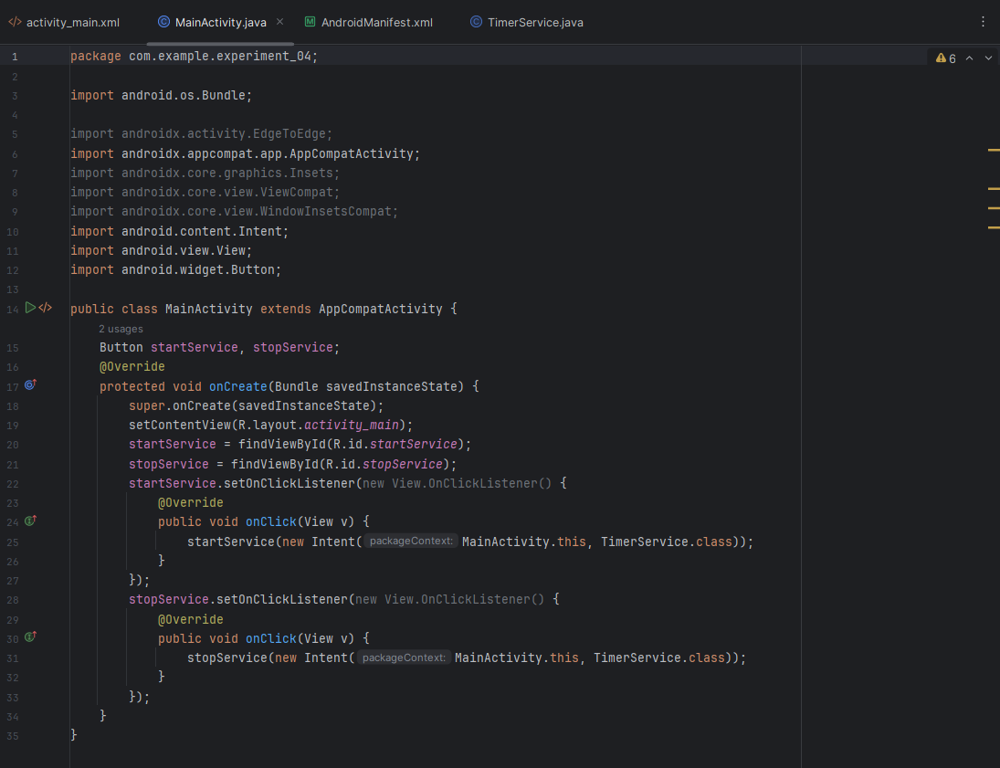 </> activity_main.xml MainActivity.java × AndroidManifest.xml TimerService.java
1 package com.example.experiment_04; 6
2
3 import android.os.Bundle;
4
5 import androidx.activity.EdgeToEdge;
6 import androidx.appcompat.app.AppCompatActivity;
7 import androidx.core.graphics.Insets;
8 import androidx.core.view.ViewCompat;
9 import androidx.core.view.WindowInsetsCompat;
10 import android.content.Intent;
11 import android.view.View;
12 import android.widget.Button;
13
14 public class MainActivity extends AppCompatActivity {
2 usages
15 Button startService, stopService;
16 @Override
17 protected void onCreate(Bundle savedInstanceState) {
18 super.onCreate(savedInstanceState);
19 setContentView(R.layout.activity_main);
20 startService = findViewById(R.id.startService);
21 stopService = findViewById(R.id.stopService);
22 startService.setOnClickListener(new View.OnClickListener() {
23 @Override
24 public void onClick(View v) {
25 startService(new Intent( packageContext: MainActivity.this, TimerService.class));
26 }
27 });
28 stopService.setOnClickListener(new View.OnClickListener() {
29 @Override
30 public void onClick(View v) {
31 stopService(new Intent( packageContext: MainActivity.this, TimerService.class));
32 }
33 });
34 }
35 }